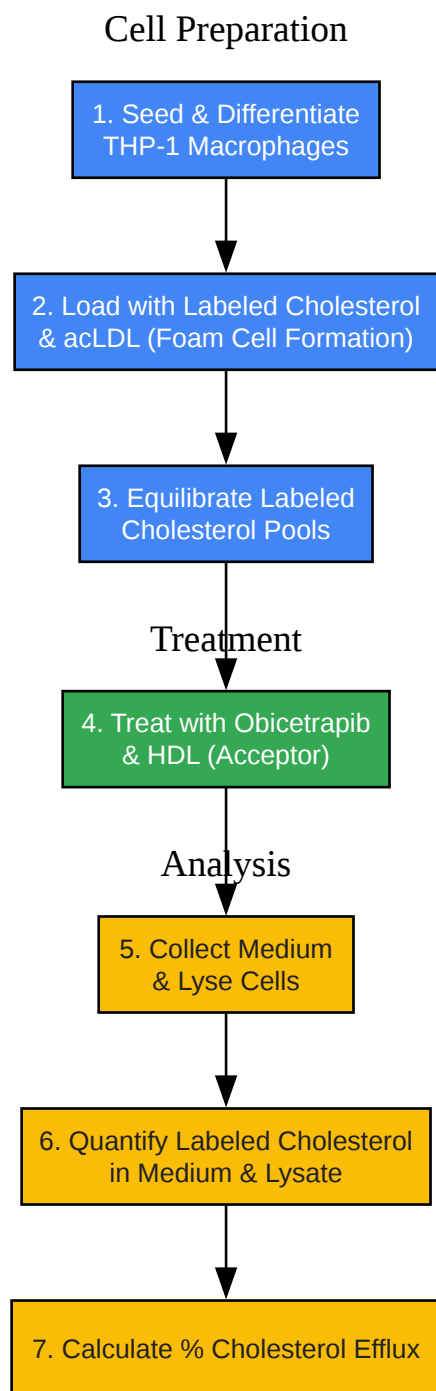 Cell Preparation
1. Seed & Differentiate
THP-1 Macrophages
2. Load with Labeled Cholesterol
& acLDL (Foam Cell Formation)
3. Equilibrate Labeled
Cholesterol Pools
Treatment
4. Treat with Obicetrapib
& HDL (Acceptor)
Analysis
5. Collect Medium
& Lyse Cells
6. Quantify Labeled Cholesterol
in Medium & Lysate
7. Calculate % Cholesterol Efflux